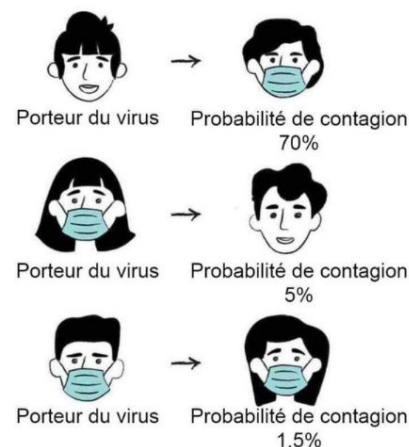 Porteur du virus Probabilité de contagion
70%
Porteur du virus Probabilité de contagion
5%
Porteur du virus Probabilité de contagion
1.5%